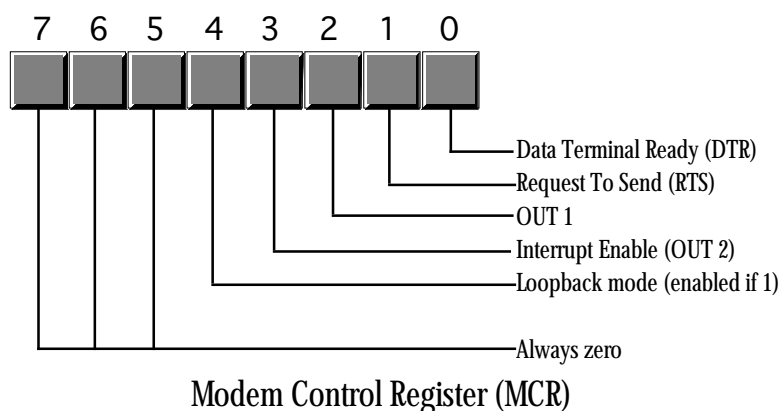 7 6 5 4 3 2 1 0
Data Terminal Ready (DTR)
Request To Send (RTS)
OUT 1
Interrupt Enable (OUT 2)
Loopback mode (enabled if 1)
Always zero
Modem Control Register (MCR)